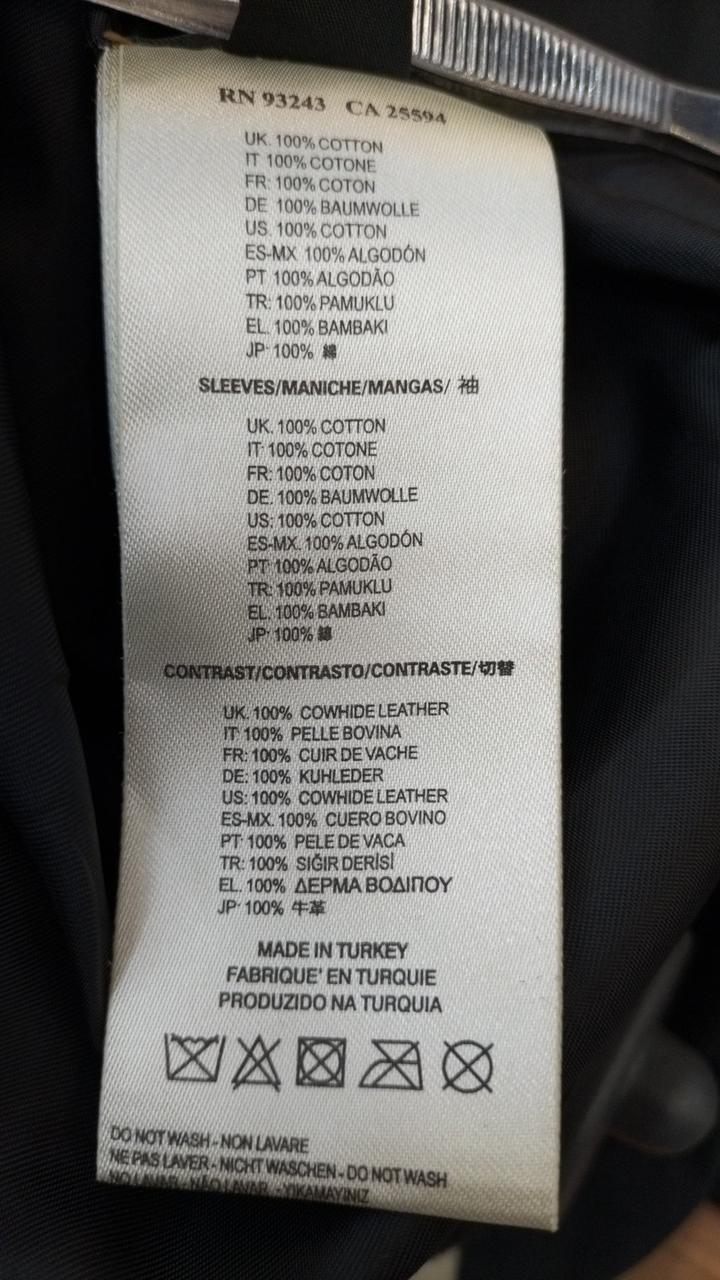 RN 93243 CA 25594
UK. 100% COTTON
IT 100% COTONE
FR: 100% COTON
DE 100% BAUMWOLLE
US. 100% COTTON
ES-MX 100% ALGODÓN
PT 100% ALGODÃO
TR: 100% PAMUKLU
EL. 100% BAMBAKI
JP: 100% 綿
SLEEVES/MANICHE/MANGAS/ 袖
UK. 100% COTTON
IT: 100% COTONE
FR: 100% COTON
DE. 100% BAUMWOLLE
US: 100% COTTON
ES-MX. 100% ALGODÓN
PT 100% ALGODÃO
TR: 100% PAMUKLU
EL. 100% BAMBAKI
JP: 100% 綿
CONTRAST/CONTRASTO/CONTRASTE/切替
UK. 100% COWHIDE LEATHER
IT 100% PELLE BOVINA
FR: 100% CUIR DE VACHE
DE: 100% KUHLEDER
US: 100% COWHIDE LEATHER
ES-MX. 100% CUERO BOVINO
PT: 100% PELE DE VACA
TR: 100% SIĞIR DERİSİ
EL. 100% ΔΕΡΜΑ ΒΟΔΙΠΟΥ
JP: 100% 牛革
MADE IN TURKEY
FABRIQUE' EN TURQUIE
PRODUZIDO NA TURQUIA
DO NOT WASH - NON LAVARE
NE PAS LAVER - NICHT WASCHEN - DO NOT WASH
NO LAVAR - NÃO LAVAR - YIKAMAYINIZ